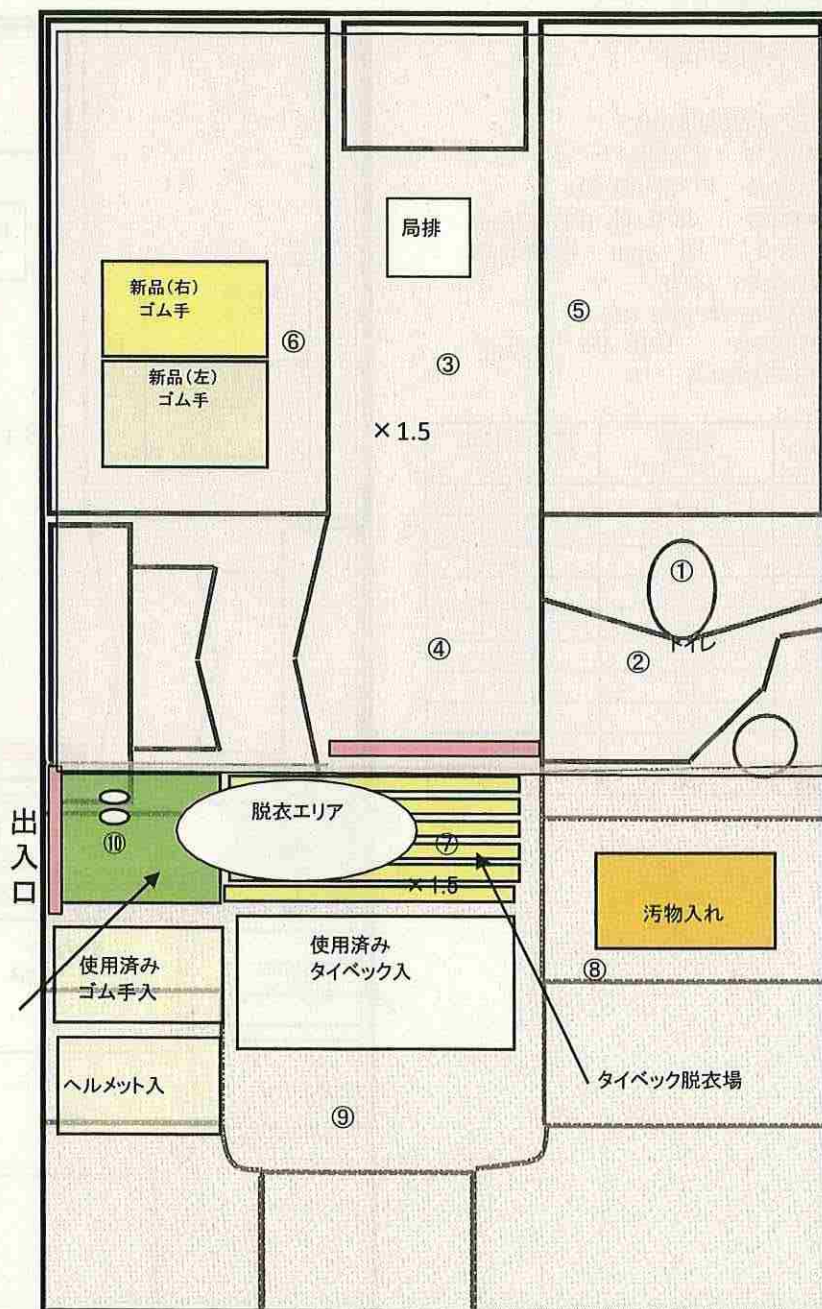 局排
新品(右)
ゴム手
⑤
⑥
③
新品(左)
ゴム手
×1.5
①
④
②
トイレ
出入口
脱衣エリア
⑩
⑦
×1.5
汚物入れ
使用済み
ゴム手入
使用済み
タイベック入
⑧
ヘルメット入
タイベック脱衣場
⑨